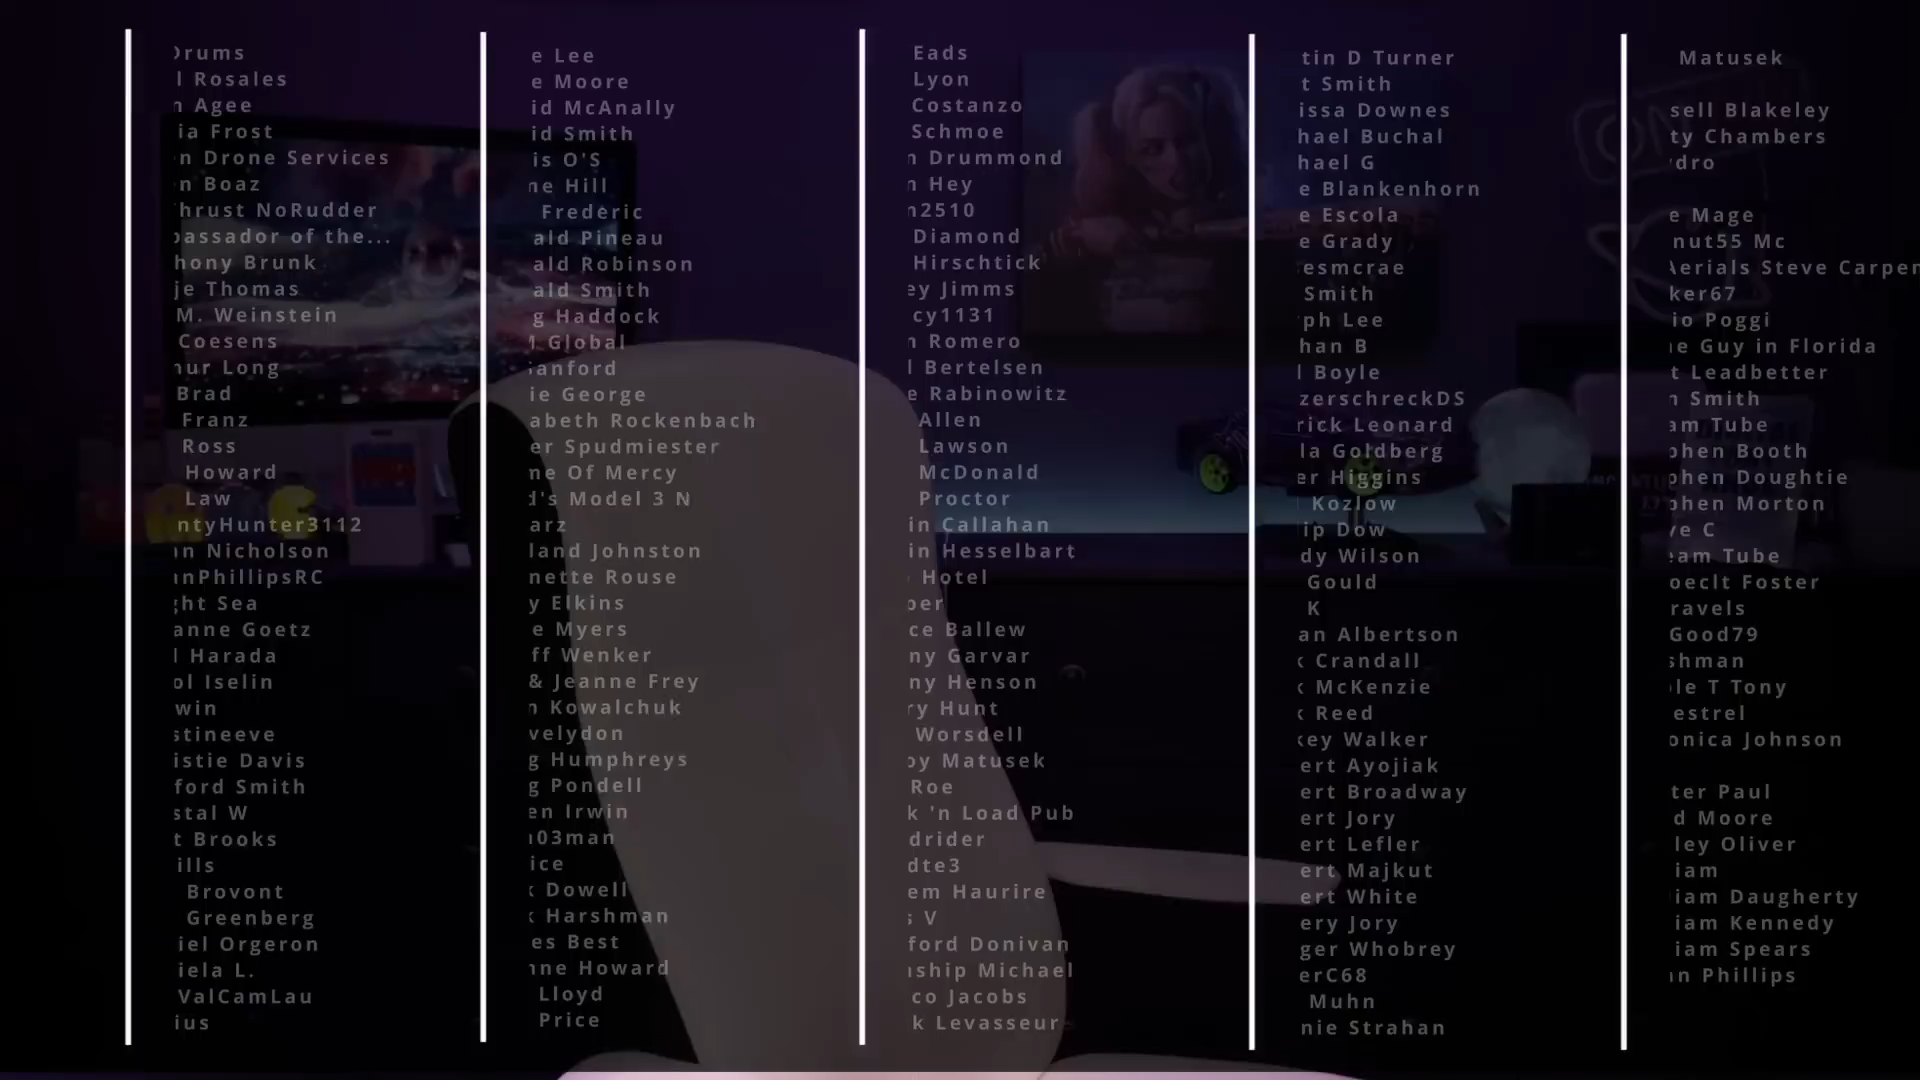 Drums
l Rosales
n Agee
ia Frost
n Drone Services
n Boaz
hrust NoRudder
bassador of the...
hony Brunk
je Thomas
M. Weinstein
Coesens
hur Long
Brad
Franz
Ross
Howard
Law
ntyHunter3112
n Nicholson
nPhillipsRC
ght Sea
anne Goetz
l Harada
ol Iselin
win
stineeve
istie Davis
fford Smith
stal W
t Brooks
ills
Brovont
Greenberg
iel Orgeron
iela L.
ValCamLau
ius
e Lee
e Moore
id McAnally
id Smith
is O'S
ne Hill
Frederic
ald Pineau
ald Robinson
ald Smith
g Haddock
Global
anford
ie George
abeth Rockenbach
er Spudmiester
ne Of Mercy
d's Model 3 N
arz
land Johnston
nette Rouse
y Elkins
e Myers
ff Wenker
& Jeanne Frey
n Kowalchuk
velydon
g Humphreys
g Pondell
en Irwin
03man
ice
Dowell
Harshman
es Best
nne Howard
Lloyd
Price
Eads
Lyon
Costanzo
Schmoe
n Drummond
n Hey
n2510
Diamond
Hirschtick
ey Jimms
cy1131
n Romero
l Bertelsen
e Rabinowitz
Allen
Lawson
McDonald
Proctor
in Callahan
in Hesselbart
Hotel
per
ce Ballew
ny Garvar
ny Henson
ry Hunt
Worsdell
by Matusek
Roe
k 'n Load Pub
drider
dte3
em Haurire
s V
ford Donivan
nship Michael
co Jacobs
k Levasseur
tin D Turner
t Smith
issa Downes
hael Buchal
hael G
e Blankenhorn
e Escola
e Grady
esmcrae
Smith
ph Lee
han B
l Boyle
zerschreckDS
rick Leonard
la Goldberg
er Higgins
Kozlow
ip Dow
dy Wilson
Gould
K
an Albertson
k Crandall
k McKenzie
k Reed
key Walker
ert Ayojiak
ert Broadway
ert Jory
ert Lefler
ert Majkut
ert White
ery Jory
ger Whobrey
erC68
Muhn
nie Strahan
Matusek
sell Blakeley
ty Chambers
dro
e Mage
nut55 Mc
Aerials Steve Carpen
ker67
io Poggi
e Guy in Florida
t Leadbetter
n Smith
am Tube
phen Booth
phen Doughtie
phen Morton
ve C
eam Tube
oeclt Foster
ravels
Good79
shman
le T Tony
estrel
onica Johnson
ter Paul
d Moore
ley Oliver
iam
iam Daugherty
iam Kennedy
iam Spears
n Phillips